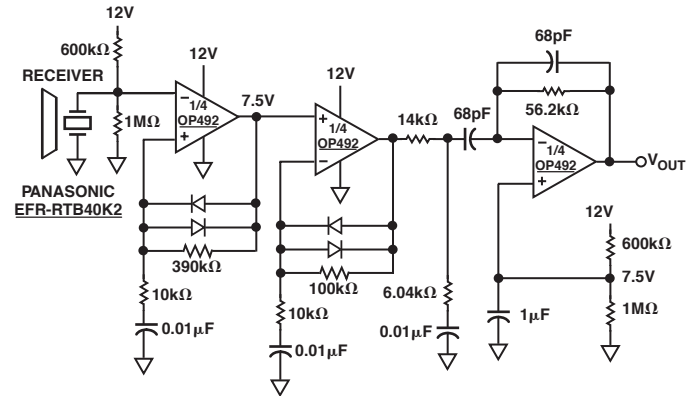 12V
600kΩ
RECEIVER
1MΩ
PANASONIC
EFR-RTB40K2
12V
−
1/4
OP492
+
7.5V
390kΩ
10kΩ
0.01μF
12V
+
1/4
OP492
−
100kΩ
10kΩ
0.01μF
14kΩ
6.04kΩ
0.01μF
68pF
68pF
56.2kΩ
−
1/4
OP492
+
VOUT
12V
600kΩ
7.5V
1μF
1MΩ